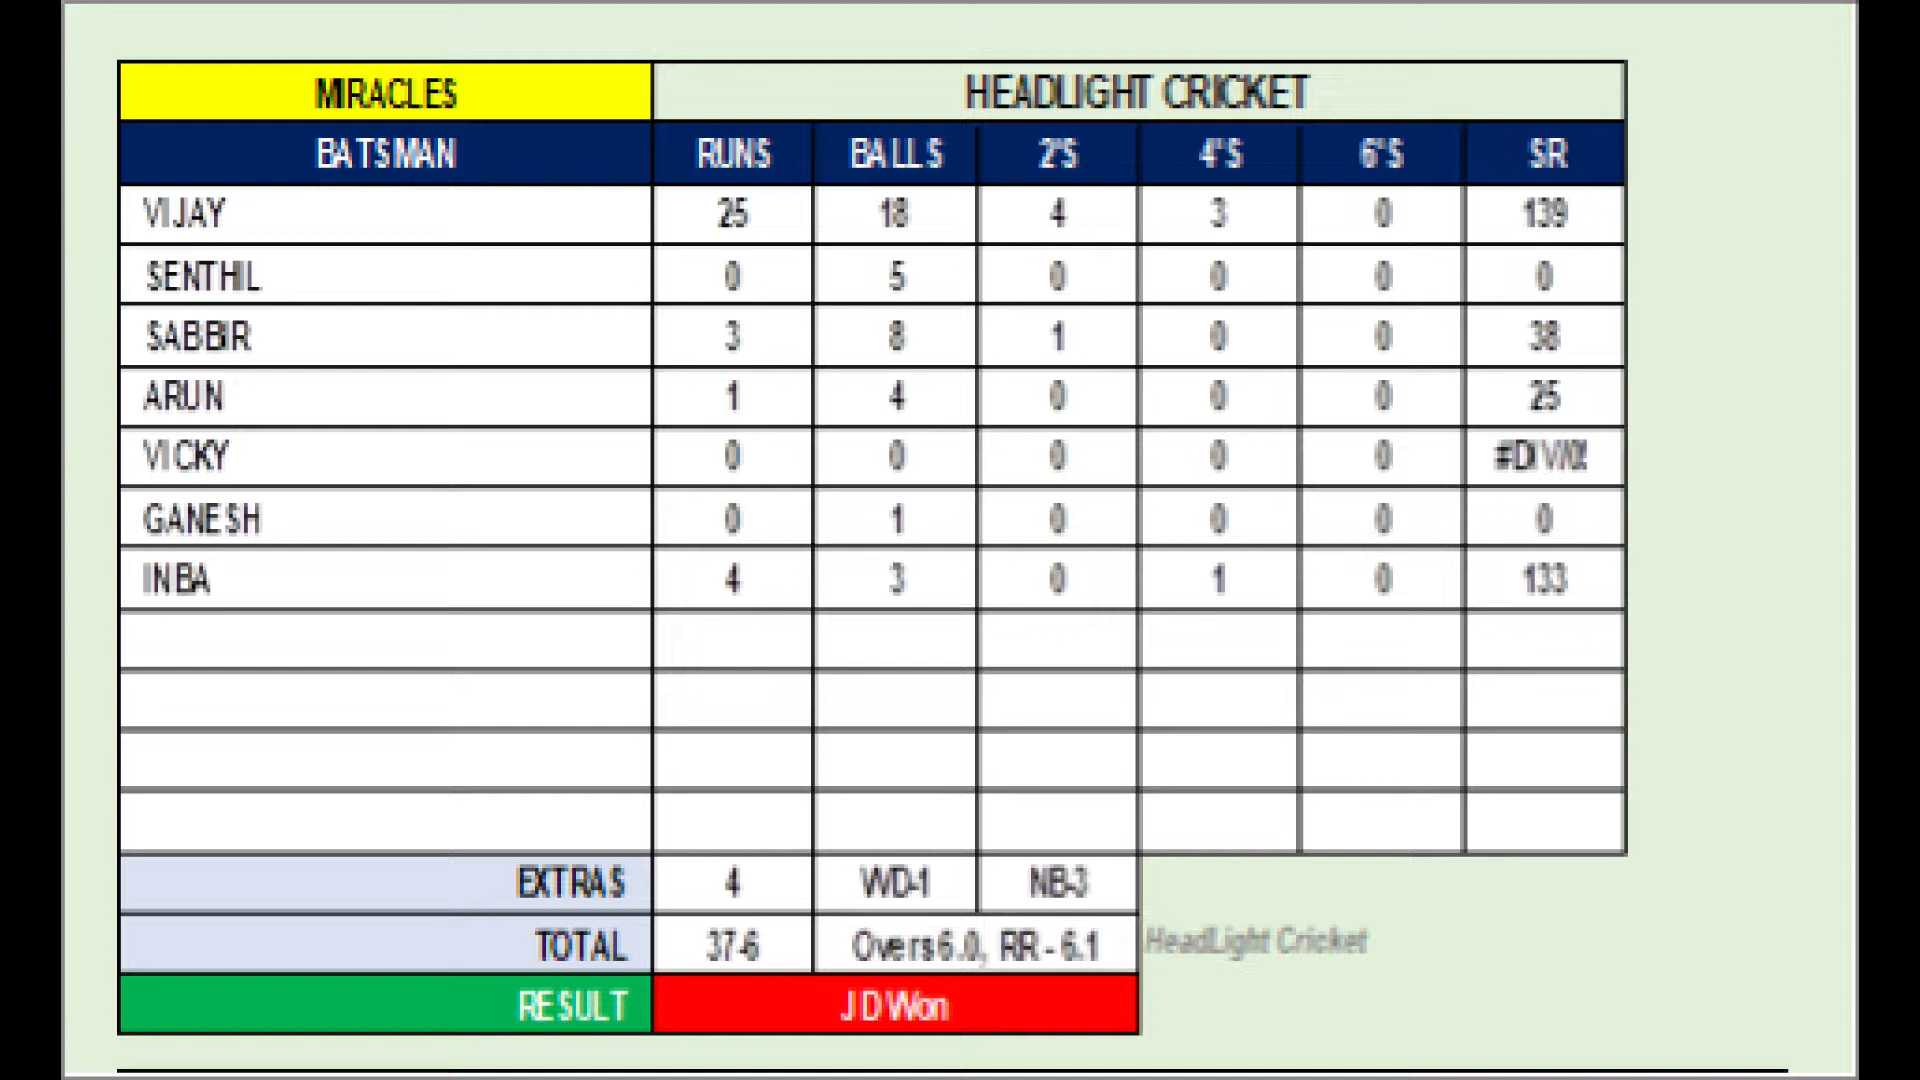 MIRACLES HEADLIGHT CRICKET
BATSMAN RUNS BALLS 2'S 4'S 6'S SR
VIJAY 25 18 4 3 0 139
SENTHIL 0 5 0 0 0 0
SABBIR 3 8 1 0 0 38
ARUN 1 4 0 0 0 25
VICKY 0 0 0 0 0 #DIV/0!
GANESH 0 1 0 0 0 0
INBA 4 3 0 1 0 133
EXTRAS 4 WD-1 NB-3
TOTAL 37-6 Overs 6.0, RR - 6.1 HeadLight Cricket
RESULT JD Won